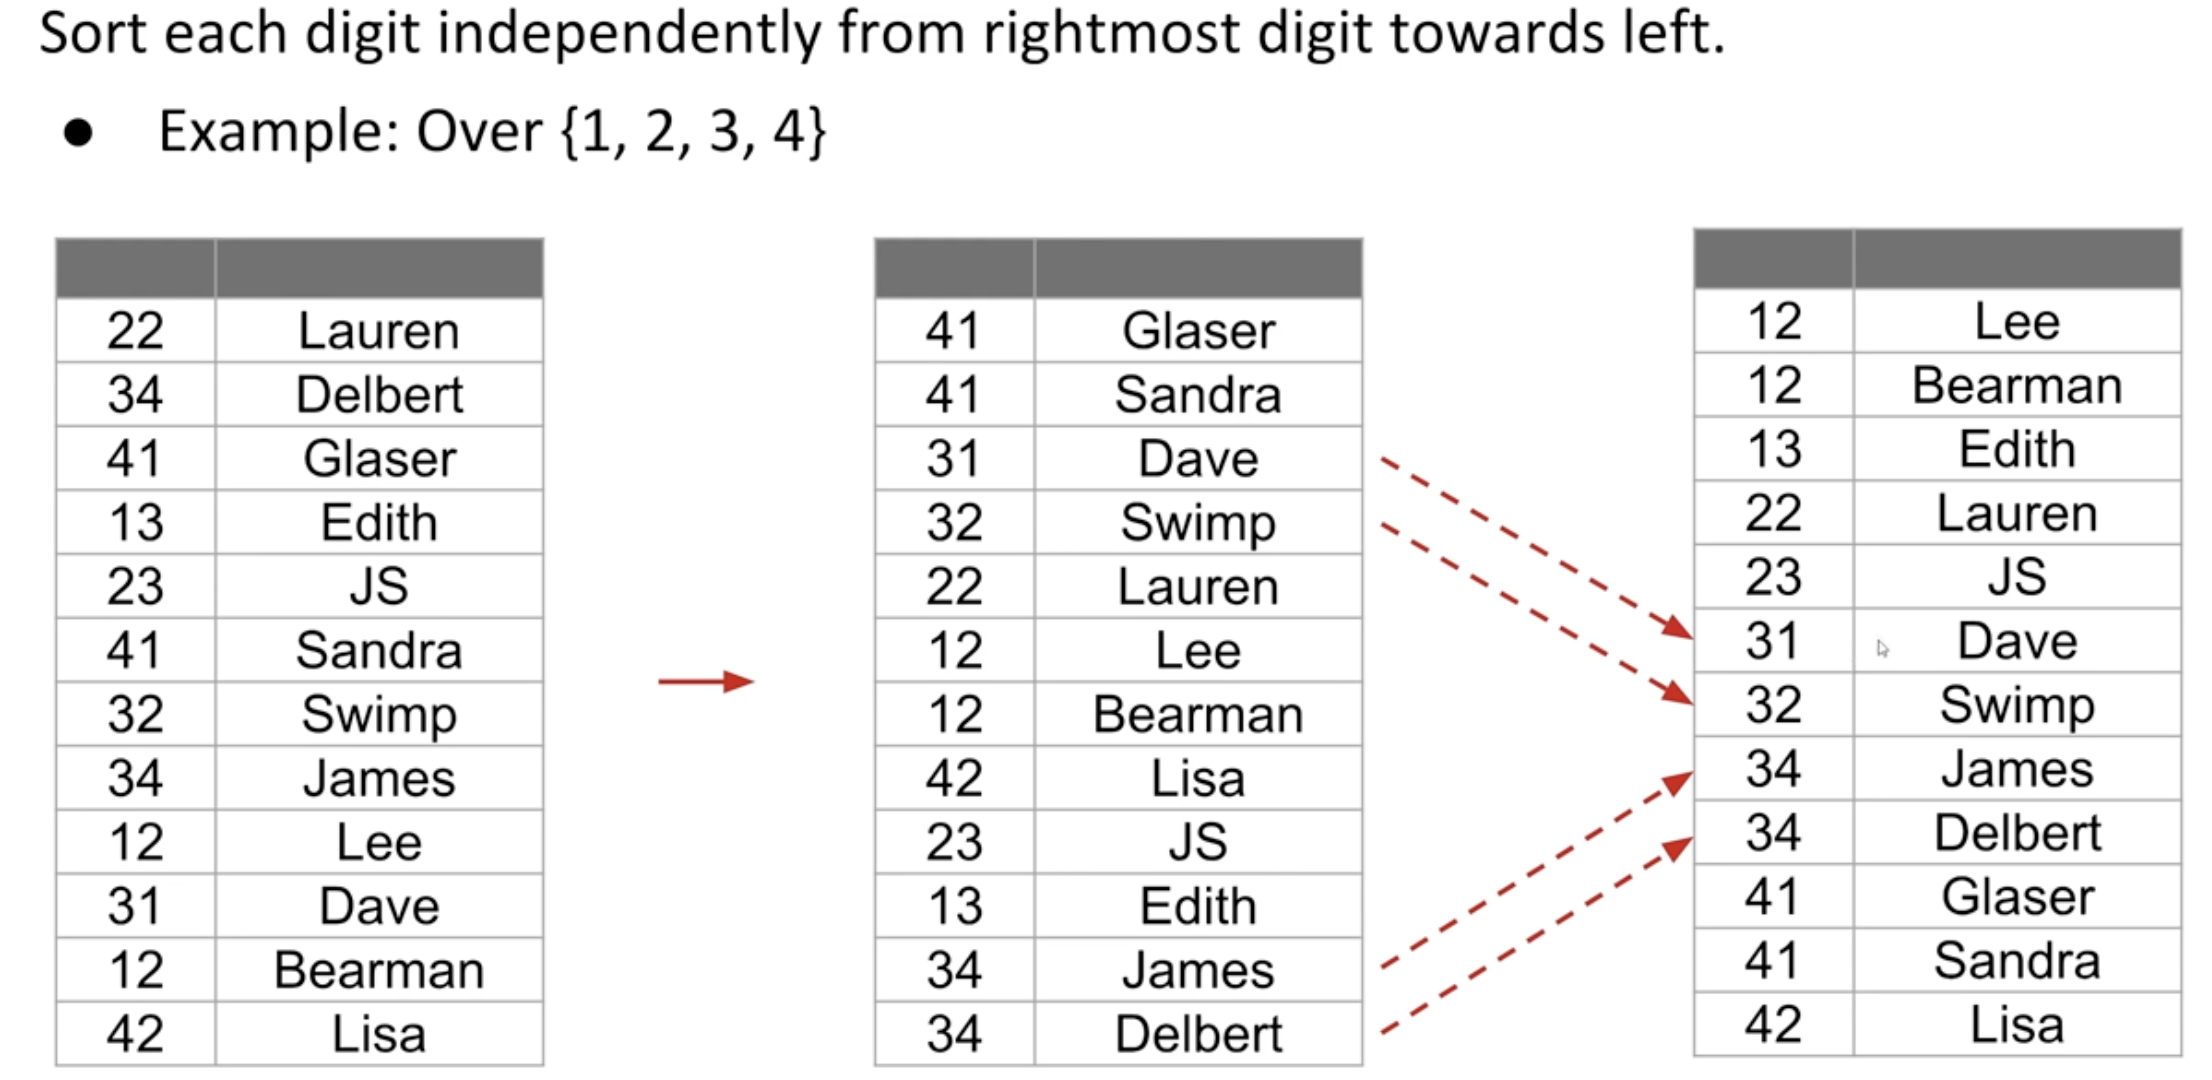 Sort each digit independently from rightmost digit towards left.
● Example: Over {1, 2, 3, 4}
22 Lauren
34 Delbert
41 Glaser
13 Edith
23 JS
41 Sandra
32 Swimp
34 James
12 Lee
31 Dave
12 Bearman
42 Lisa
41 Glaser
41 Sandra
31 Dave
32 Swimp
22 Lauren
12 Lee
12 Bearman
42 Lisa
23 JS
13 Edith
34 James
34 Delbert
12 Lee
12 Bearman
13 Edith
22 Lauren
23 JS
31 Dave
32 Swimp
34 James
34 Delbert
41 Glaser
41 Sandra
42 Lisa